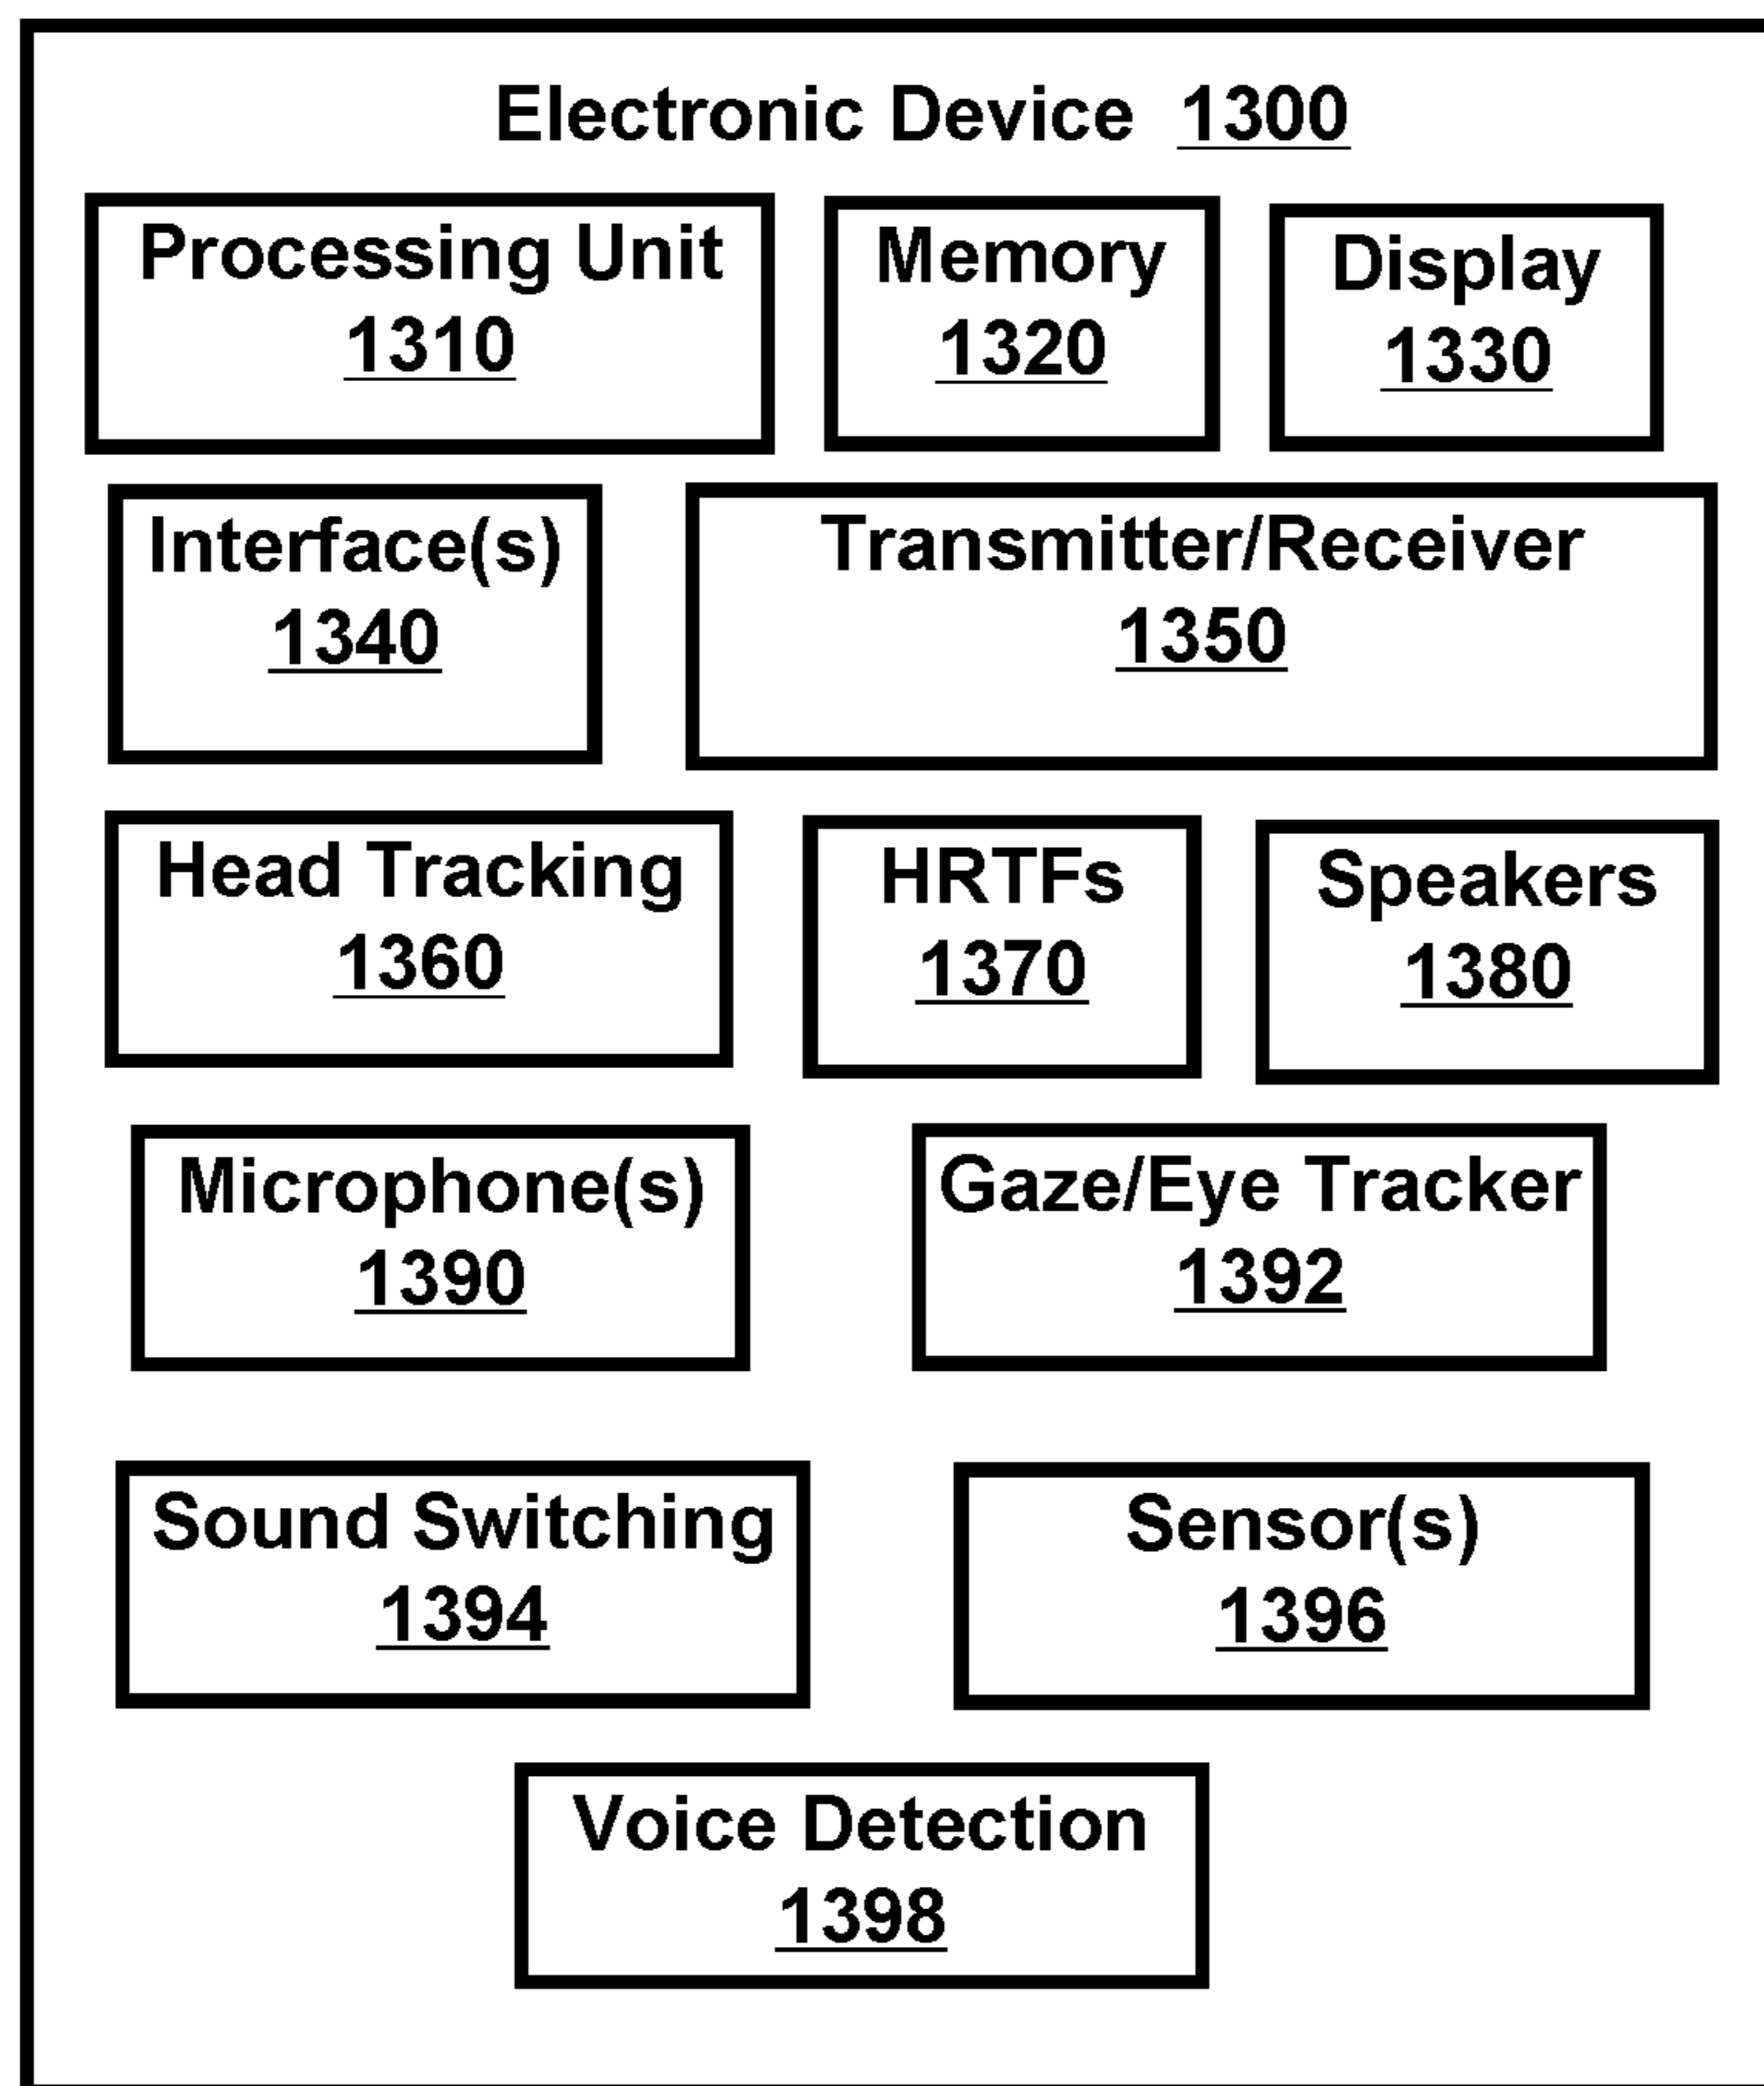 Electronic Device 1300
Processing Unit
1310
Memory
1320
Display
1330
Interface(s)
1340
Transmitter/Receiver
1350
Head Tracking
1360
HRTFs
1370
Speakers
1380
Microphone(s)
1390
Gaze/Eye Tracker
1392
Sound Switching
1394
Sensor(s)
1396
Voice Detection
1398